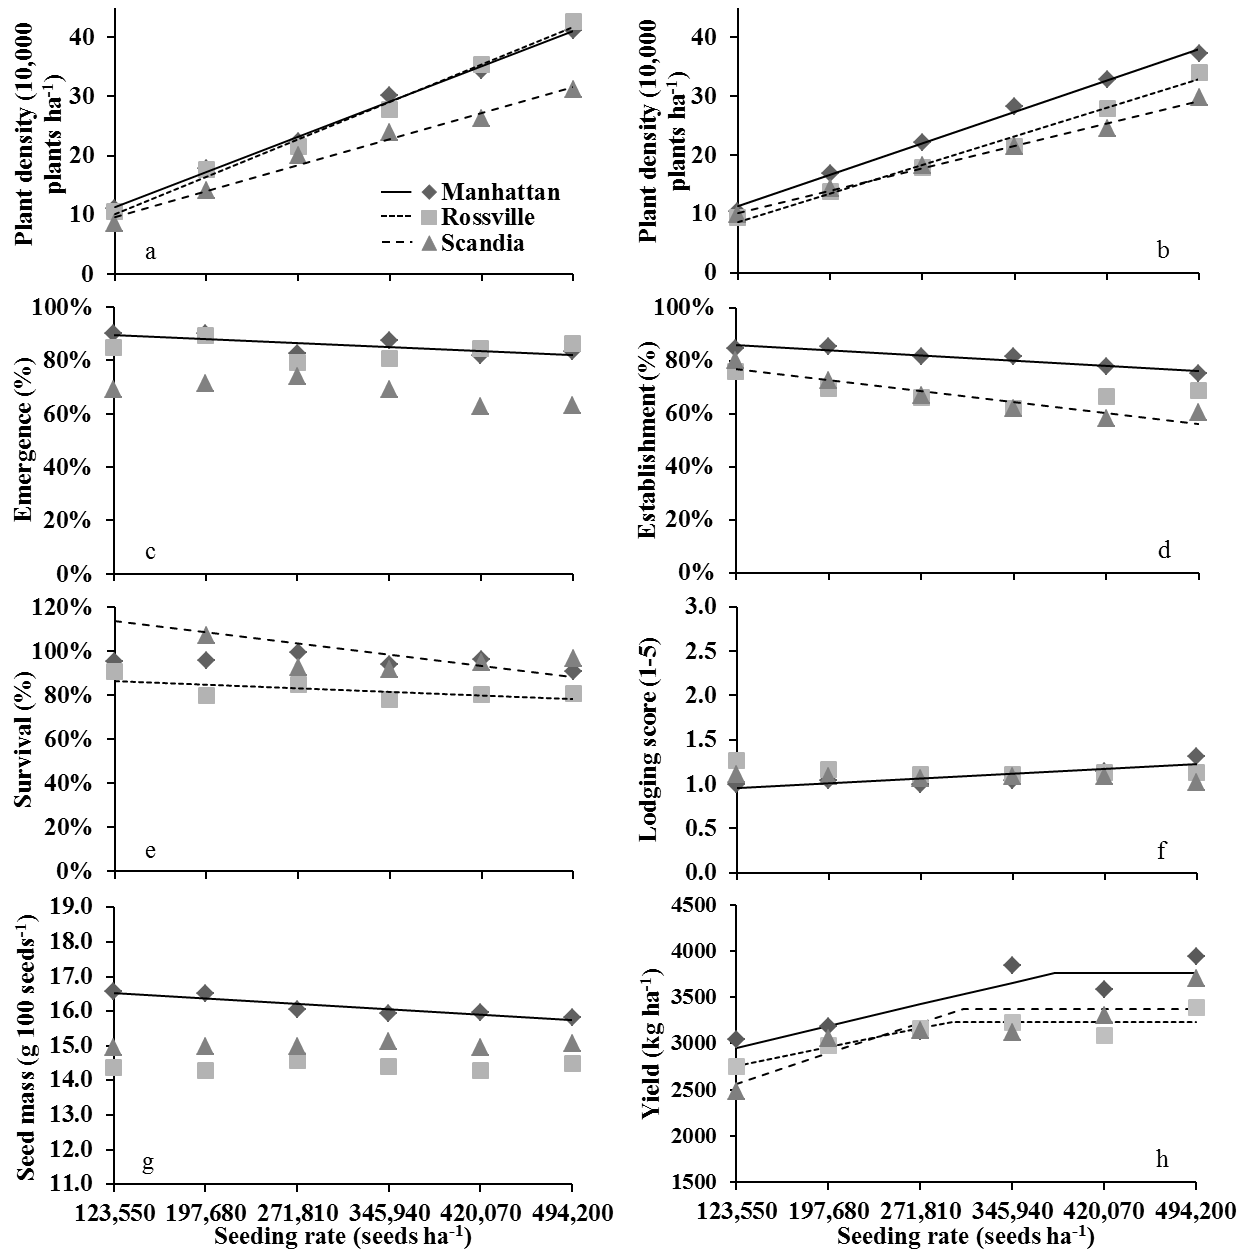 Plant density (10,000
plants ha-1)
40
30
20
10
0
Manhattan
Rossville
Scandia
a
Plant density (10,000
plants ha-1)
40
30
20
10
0
b
Emergence (%)
100%
80%
60%
40%
20%
0%
c
Establishment (%)
100%
80%
60%
40%
20%
0%
d
Survival (%)
120%
100%
80%
60%
40%
20%
0%
e
Lodging score (1-5)
3.0
2.5
2.0
1.5
1.0
0.5
0.0
f
Seed mass (g 100 seeds-1)
19.0
18.0
17.0
16.0
15.0
14.0
13.0
12.0
11.0
g
123,550 197,680 271,810 345,940 420,070 494,200
Seeding rate (seeds ha-1)
Yield (kg ha-1)
4500
4000
3500
3000
2500
2000
1500
h
123,550 197,680 271,810 345,940 420,070 494,200
Seeding rate (seeds ha-1)